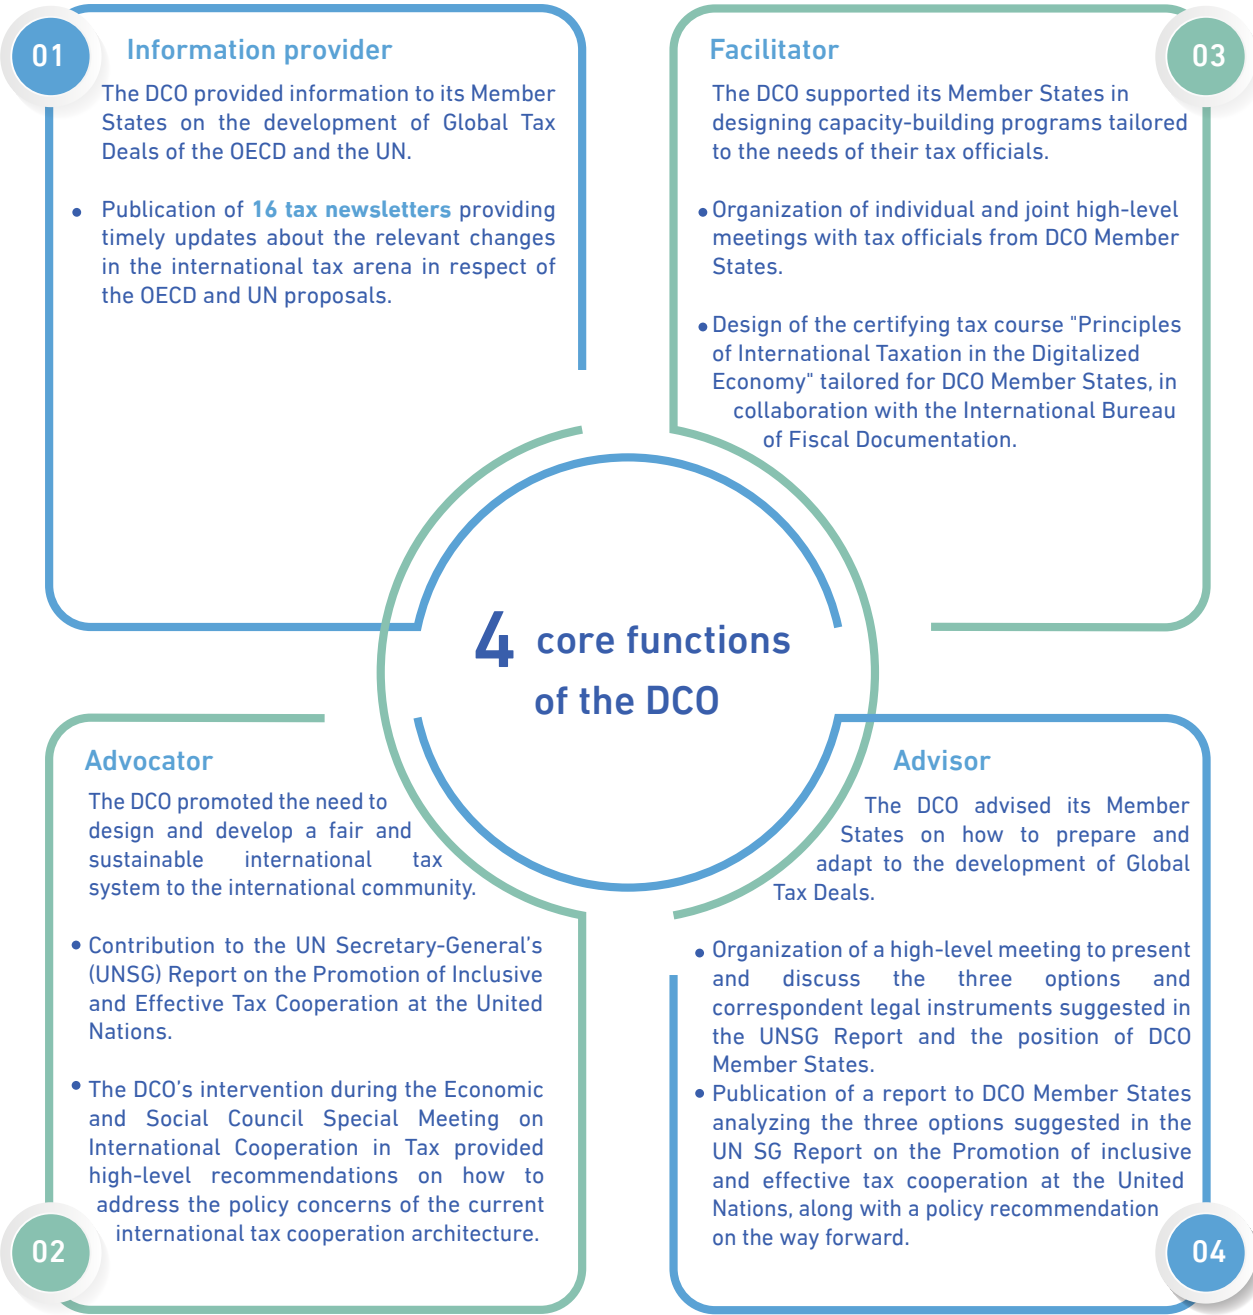 01
Information provider
The DCO provided information to its Member
States on the development of Global Tax
Deals of the OECD and the UN.
• Publication of 16 tax newsletters providing
timely updates about the relevant changes
in the international tax arena in respect of
the OECD and UN proposals.
Facilitator
03
The DCO supported its Member States in
designing capacity-building programs tailored
to the needs of their tax officials.
• Organization of individual and joint high-level
meetings with tax officials from DCO Member
States.
• Design of the certifying tax course "Principles
of International Taxation in the Digitalized
Economy" tailored for DCO Member States, in
collaboration with the International Bureau
of Fiscal Documentation.
4 core functions
of the DCO
Advocator
The DCO promoted the need to
design and develop a fair and
sustainable international tax
system to the international community.
• Contribution to the UN Secretary-General’s
(UNSG) Report on the Promotion of Inclusive
and Effective Tax Cooperation at the United
Nations.
• The DCO’s intervention during the Economic
and Social Council Special Meeting on
International Cooperation in Tax provided
high-level recommendations on how to
address the policy concerns of the current
international tax cooperation architecture.
02
Advisor
The DCO advised its Member
States on how to prepare and
adapt to the development of Global
Tax Deals.
• Organization of a high-level meeting to present
and discuss the three options and
correspondent legal instruments suggested in
the UNSG Report and the position of DCO
Member States.
• Publication of a report to DCO Member States
analyzing the three options suggested in the
UN SG Report on the Promotion of inclusive
and effective tax cooperation at the United
Nations, along with a policy recommendation
on the way forward.
04